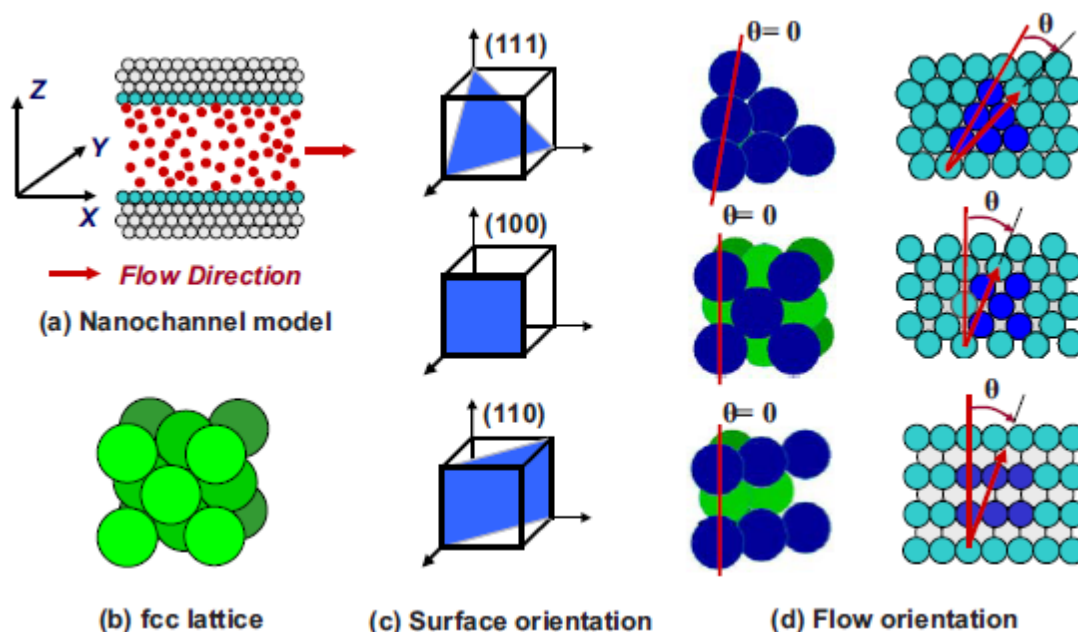 Z
Y
X
Flow Direction
(a) Nanochannel model
(b) fcc lattice
(111)
(100)
(110)
(c) Surface orientation
θ= 0
θ
θ= 0
θ
θ= 0
θ
(d) Flow orientation